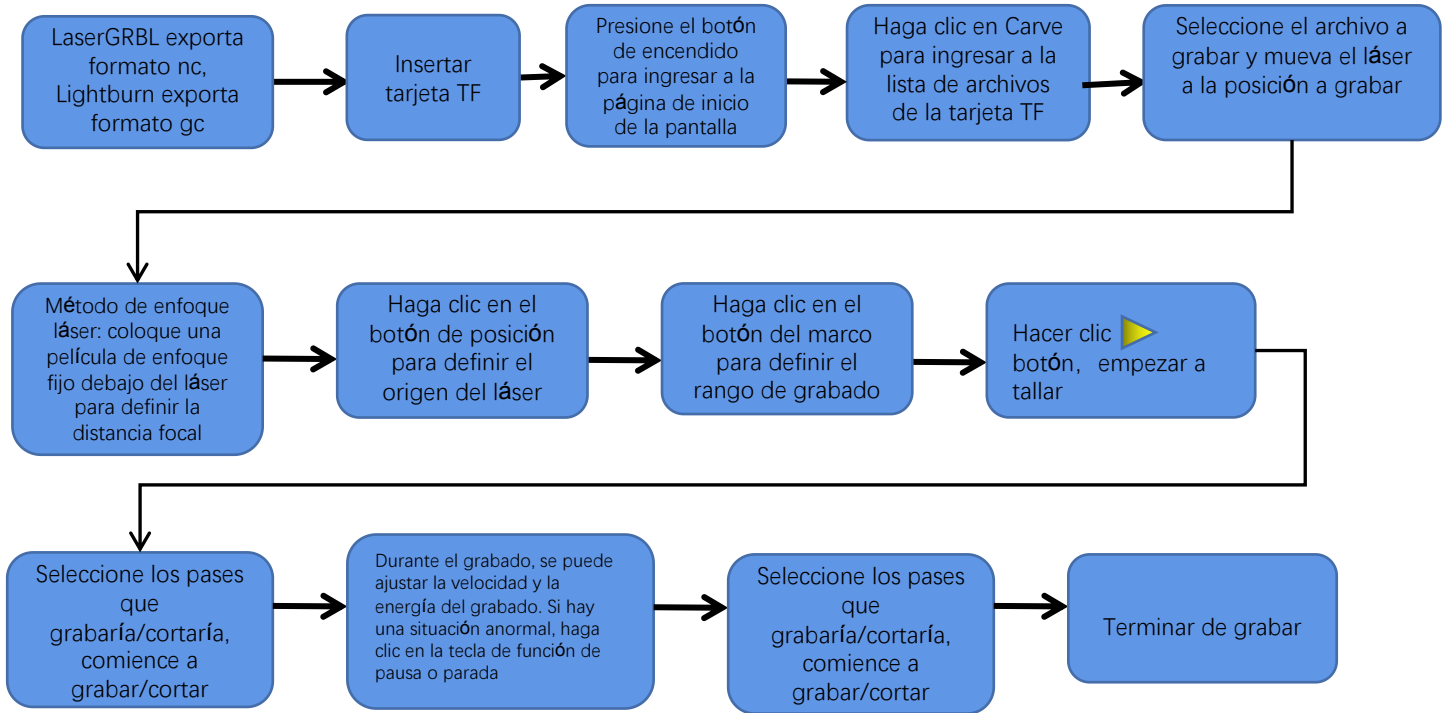 LaserGRBL exporta
formato nc,
Lightburn exporta
formato gc
Insertar
tarjeta TF
Presione el botón
de encendido
para ingresar a la
página de inicio
de la pantalla
Haga clic en Carve
para ingresar a la
lista de archivos
de la tarjeta TF
Seleccione el archivo a
grabar y mueva el láser
a la posición a grabar
Método de enfoque
láser: coloque una
película de enfoque
fijo debajo del láser
para definir la
distancia focal
Haga clic en el
botón de posición
para definir el
origen del láser
Haga clic en el
botón del marco
para definir el
rango de grabado
Hacer clic
botón, empezar a
tallar
Seleccione los pases
que
grabaría/cortaría,
comience a
grabar/cortar
Durante el grabado, se puede
ajustar la velocidad y la
energía del grabado. Si hay
una situación anormal, haga
clic en la tecla de función de
pausa o parada
Seleccione los pases
que
grabaría/cortaría,
comience a
grabar/cortar
Terminar de grabar